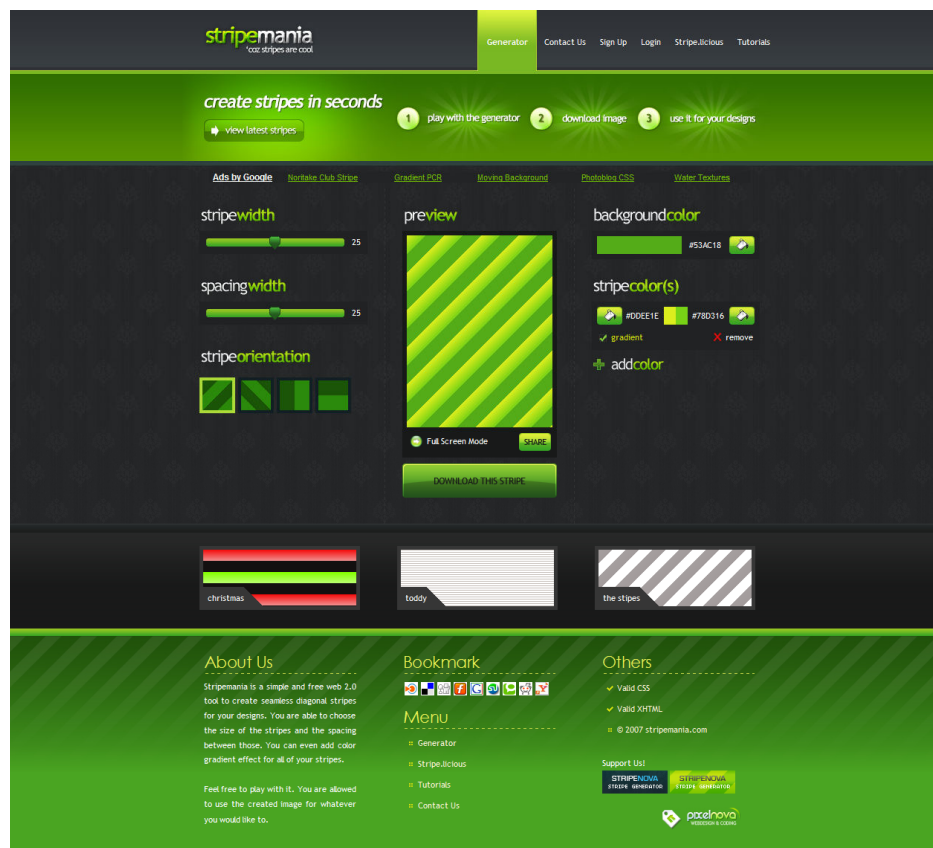 stripemania
'coz stripes are cool
Generator Contact Us Sign Up Login Stripe.licious Tutorials
create stripes in seconds
view latest stripes
1 play with the generator 2 download image 3 use it for your designs
Ads by Google Noritake Club Stripe Gradient PCR Moving Background Photoblog CSS Water Textures
stripewidth
25
spacingwidth
25
stripeorientation
preview
Full Screen Mode SHARE
DOWNLOAD THIS STRIPE
backgroundcolor
#53AC18
stripecolor(s)
#DDEE1E #78D316
gradient remove
addcolor
christmas
toddy
the stipes
About Us
Stripemania is a simple and free web 2.0
tool to create seamless diagonal stripes
for your designs. You are able to choose
the size of the stripes and the spacing
between those. You can even add color
gradient effect for all of your stripes.
Feel free to play with it. You are allowed
to use the created image for whatever
you would like to.
Bookmark
Menu
Generator
Stripe.licious
Tutorials
Contact Us
Others
Valid CSS
Valid XHTML
© 2007 stripemania.com
Support Us!
STRIPENOVA
STRIPE GENERATOR
STRIPENOVA
STRIPE GENERATOR
pixelnova
WEBDESIGN & CODING